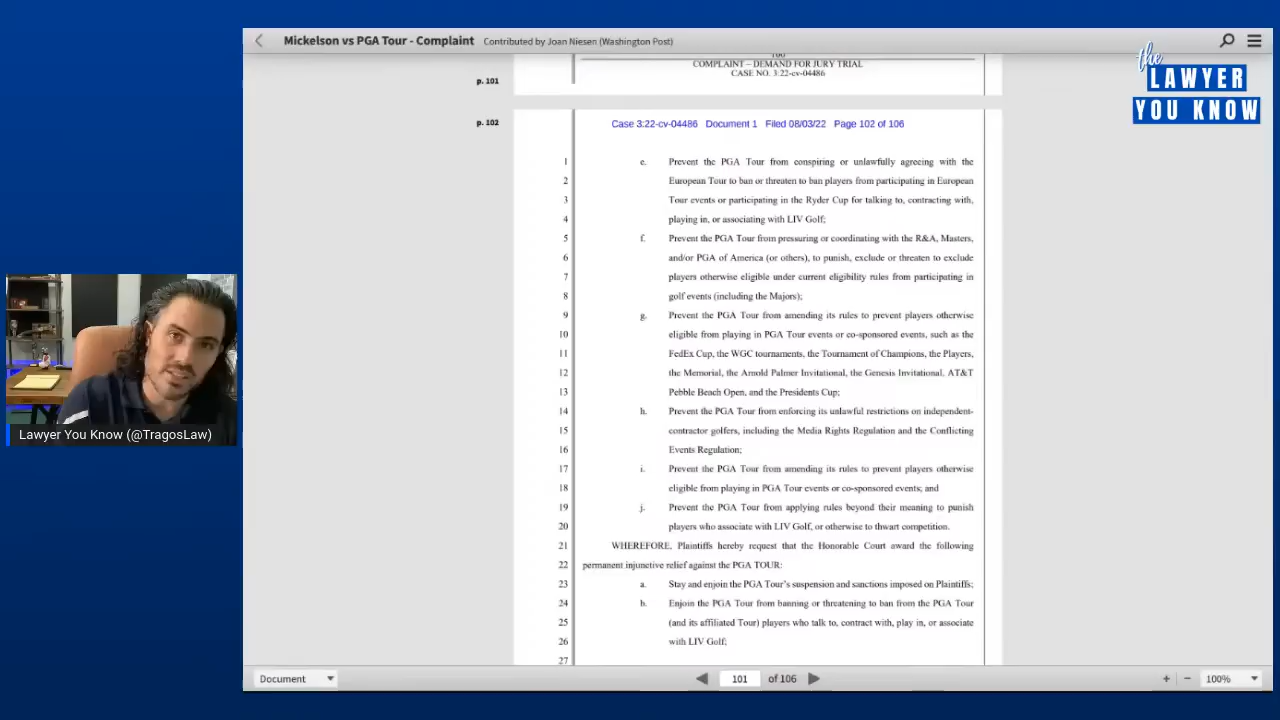 Mickelson vs PGA Tour - Complaint Contributed by Joan Niesen (Washington Post)
the
LAWYER
YOU KNOW
106
COMPLAINT – DEMAND FOR JURY TRIAL
CASE NO. 3:22-cv-04486
p. 101
p. 102
Case 3:22-cv-04486 Document 1 Filed 08/03/22 Page 102 of 106
1 e. Prevent the PGA Tour from conspiring or unlawfully agreeing with the
2 European Tour to ban or threaten to ban players from participating in European
3 Tour events or participating in the Ryder Cup for talking to, contracting with,
4 playing in, or associating with LIV Golf;
5 f. Prevent the PGA Tour from pressuring or coordinating with the R&A, Masters,
6 and/or PGA of America (or others), to punish, exclude or threaten to exclude
7 players otherwise eligible under current eligibility rules from participating in
8 golf events (including the Majors);
9 g. Prevent the PGA Tour from amending its rules to prevent players otherwise
10 eligible from playing in PGA Tour events or co-sponsored events, such as the
11 FedEx Cup, the WGC tournaments, the Tournament of Champions, the Players,
12 the Memorial, the Arnold Palmer Invitational, the Genesis Invitational, AT&T
13 Pebble Beach Open, and the Presidents Cup;
14 h. Prevent the PGA Tour from enforcing its unlawful restrictions on independent-
15 contractor golfers, including the Media Rights Regulation and the Conflicting
16 Events Regulation;
17 i. Prevent the PGA Tour from amending its rules to prevent players otherwise
18 eligible from playing in PGA Tour events or co-sponsored events; and
19 j. Prevent the PGA Tour from applying rules beyond their meaning to punish
20 players who associate with LIV Golf, or otherwise to thwart competition.
21 WHEREFORE, Plaintiffs hereby request that the Honorable Court award the following
22 permanent injunctive relief against the PGA TOUR:
23 a. Stay and enjoin the PGA Tour's suspension and sanctions imposed on Plaintiffs;
24 b. Enjoin the PGA Tour from banning or threatening to ban from the PGA Tour
25 (and its affiliated Tour) players who talk to, contract with, play in, or associate
26 with LIV Golf;
27
Lawyer You Know (@TragosLaw)
Document 101 of 106 + − 100%